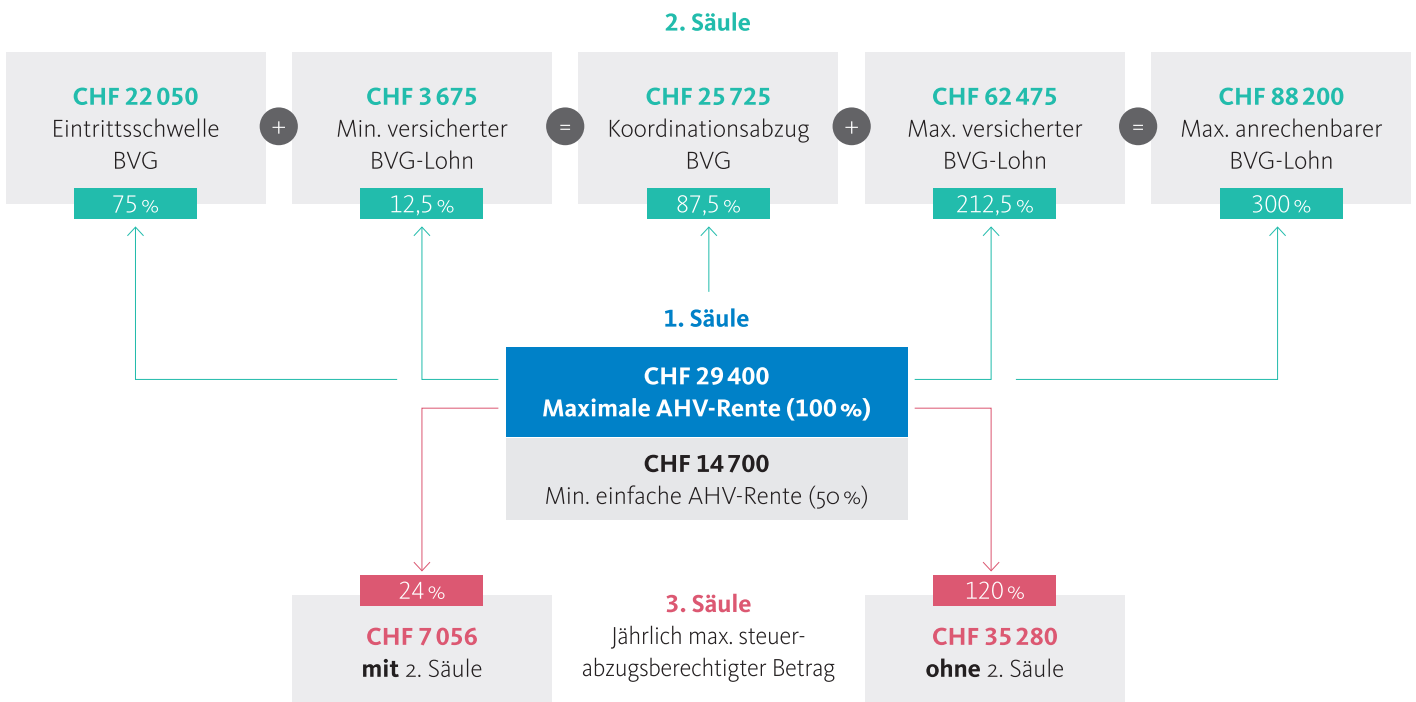 2. Säule
CHF 22 050
Eintrittsschwelle
BVG
75 %
+
CHF 3 675
Min. versicherter
BVG-Lohn
12,5 %
=
CHF 25 725
Koordinationsabzug
BVG
87,5 %
+
CHF 62 475
Max. versicherter
BVG-Lohn
212,5 %
=
CHF 88 200
Max. anrechenbarer
BVG-Lohn
300 %
1. Säule
CHF 29 400
Maximale AHV-Rente (100 %)
CHF 14 700
Min. einfache AHV-Rente (50 %)
24 %
CHF 7 056
mit 2. Säule
3. Säule
Jährlich max. steuer-
abzugsberechtigter Betrag
120 %
CHF 35 280
ohne 2. Säule